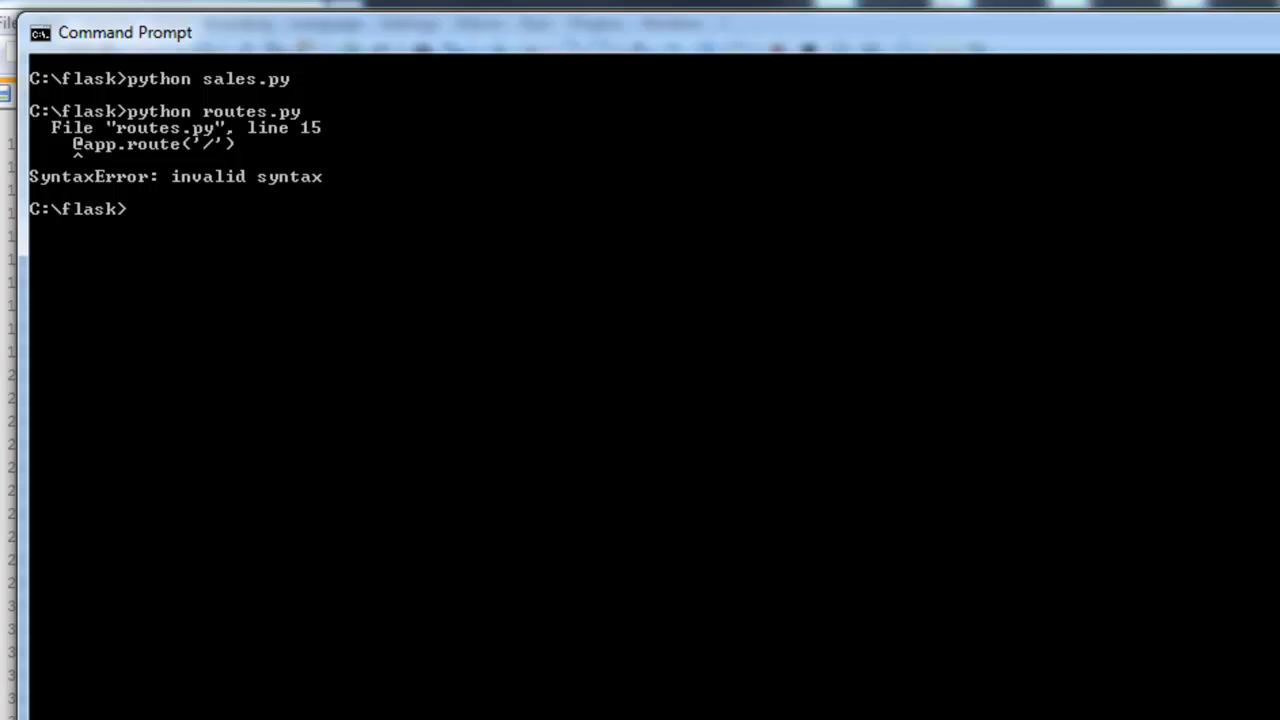 Command Prompt
C:\flask>python sales.py
C:\flask>python routes.py
File "routes.py", line 15
@app.route('/')
^
SyntaxError: invalid syntax
C:\flask>